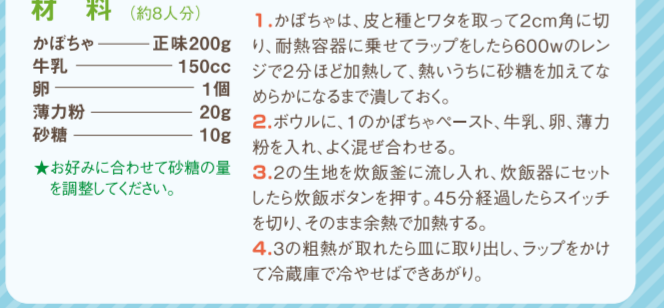 材 料 (約8人分)
かぼちゃ 正味200g
牛乳 150cc
卵 1個
薄力粉 20g
砂糖 10g
★お好みに合わせて砂糖の量
を調整してください。
1.かぼちゃは、皮と種とワタを取って2cm角に切
り、耐熱容器に乗せてラップをしたら600wのレン
ジで2分ほど加熱して、熱いうちに砂糖を加えてな
めらかになるまで潰しておく。
2.ボウルに、1のかぼちゃペースト、牛乳、卵、薄力
粉を入れ、よく混ぜ合わせる。
3.2の生地を炊飯釜に流し入れ、炊飯器にセット
したら炊飯ボタンを押す。45分経過したらスイッチ
を切り、そのまま余熱で加熱する。
4.3の粗熱が取れたら皿に取り出し、ラップをかけ
て冷蔵庫で冷やせばできあがり。